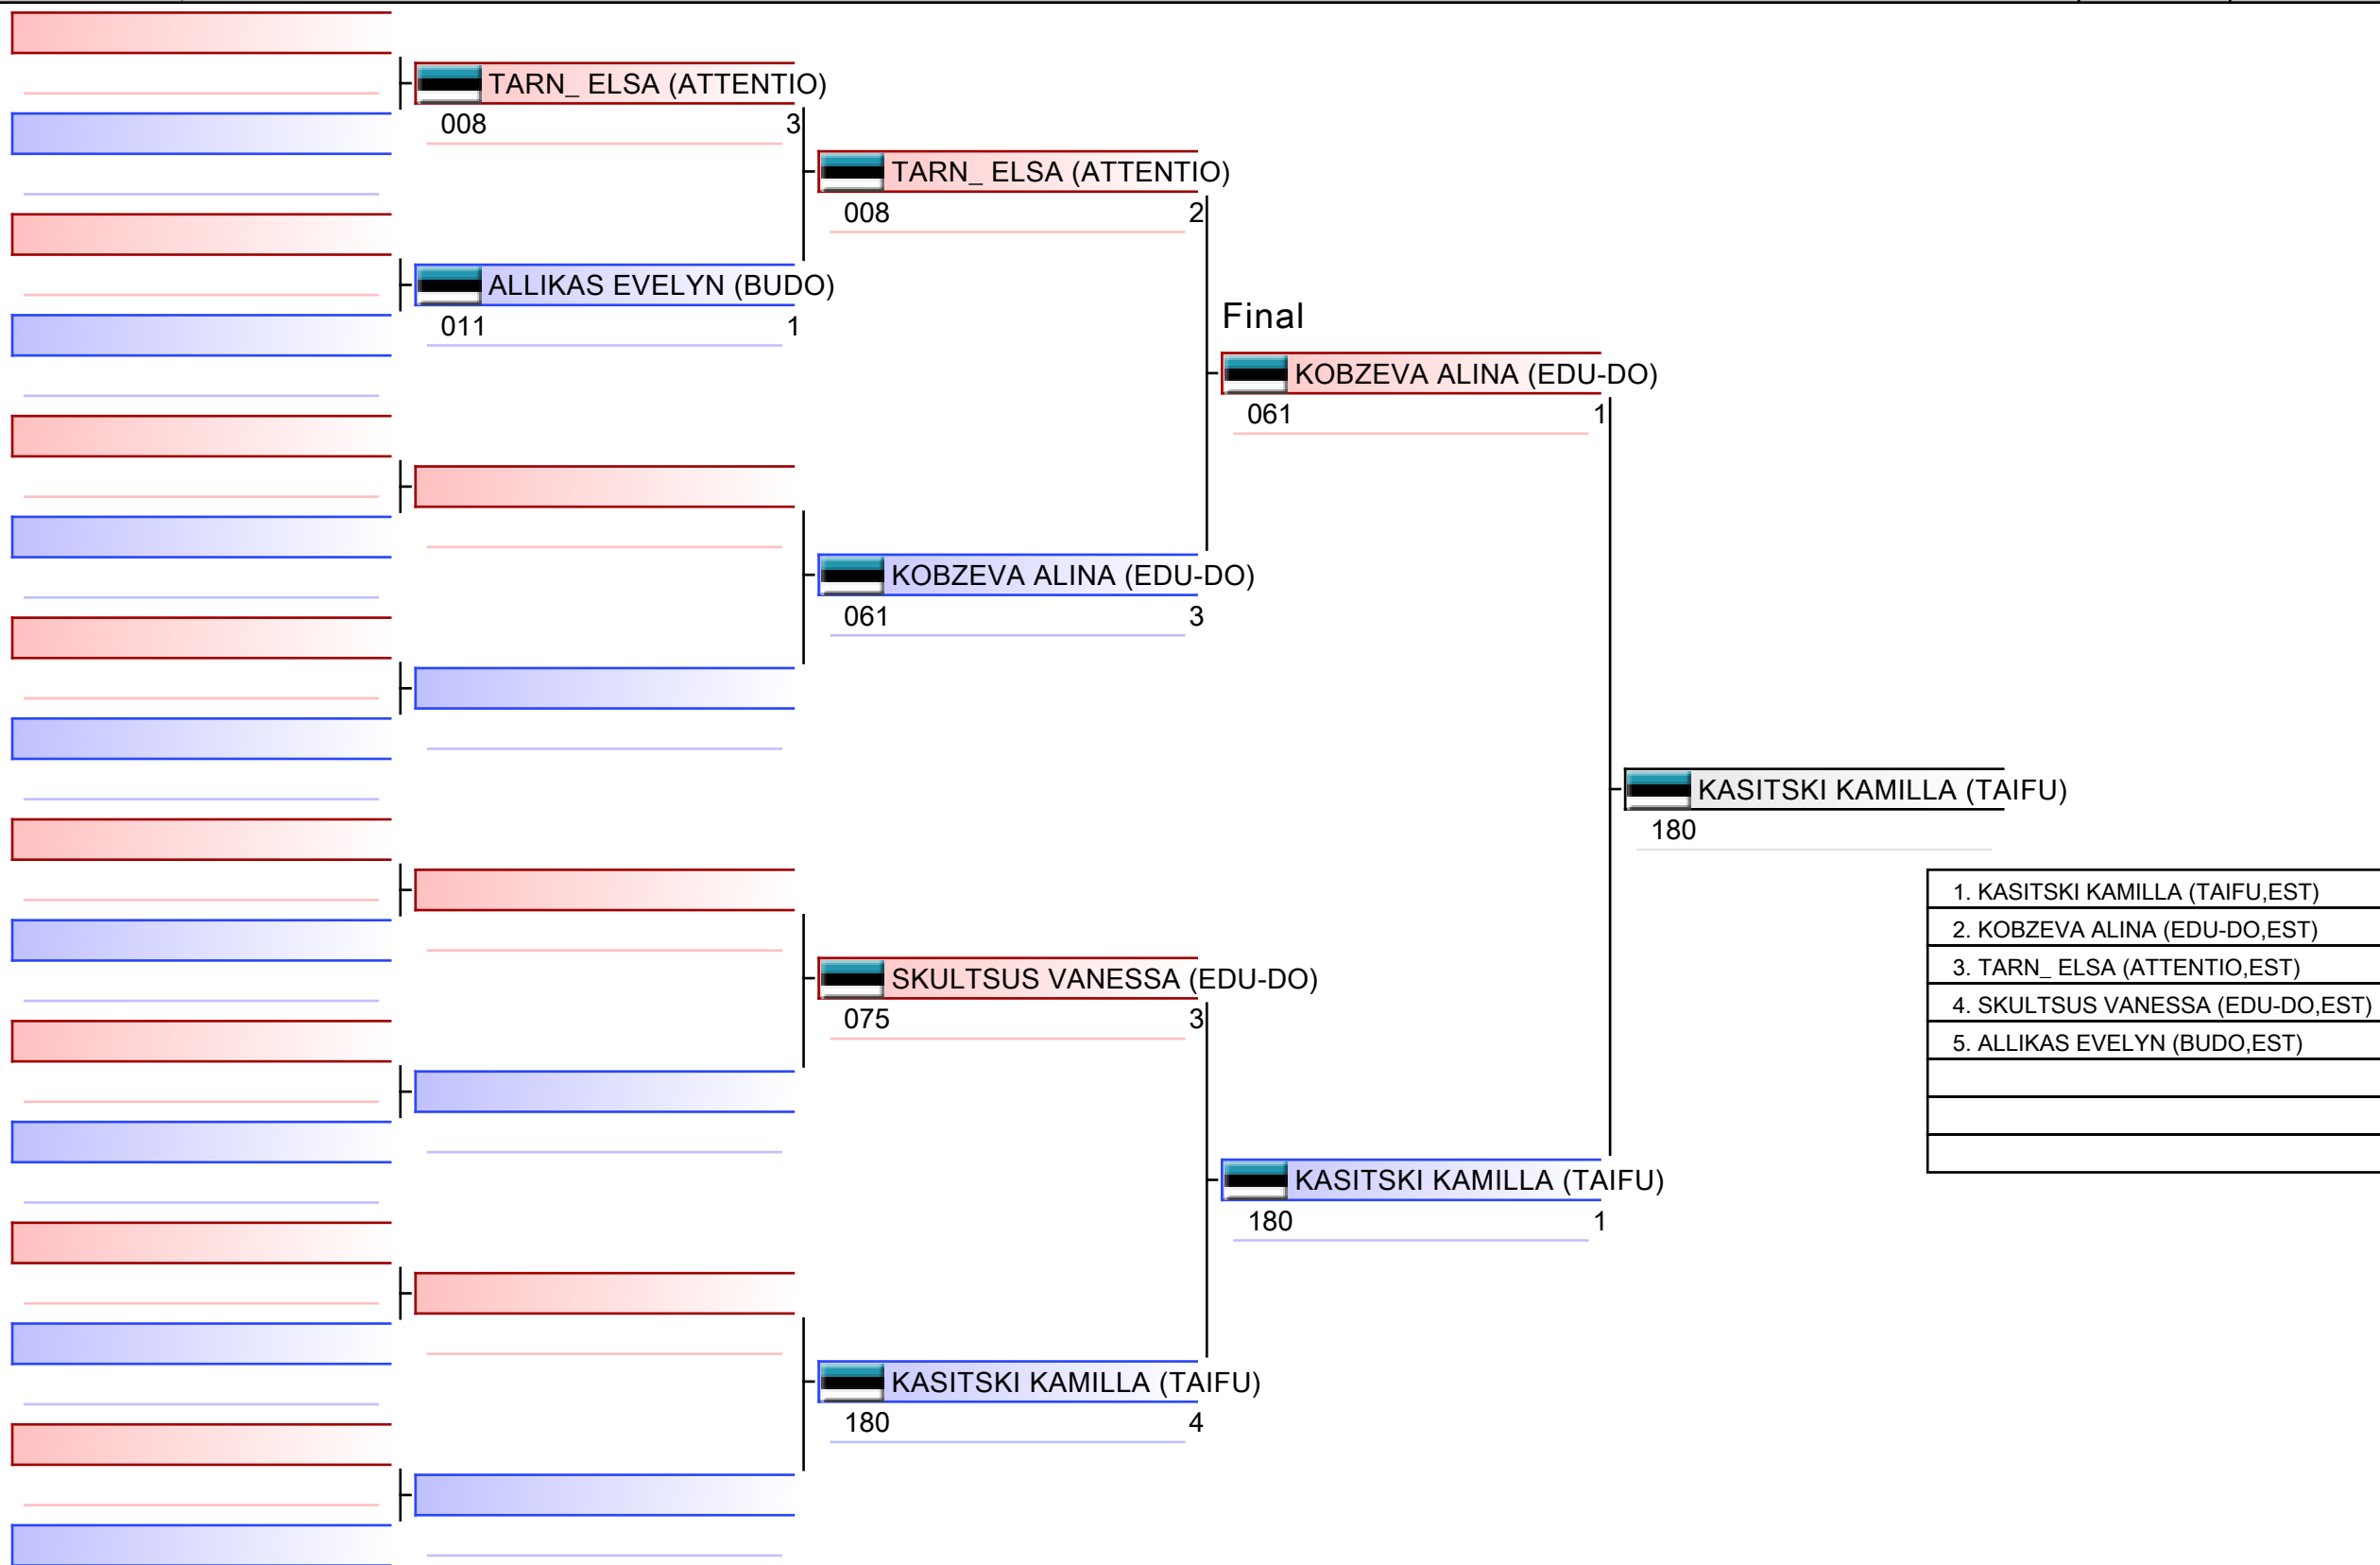 TARN_ ELSA (ATTENTIO)
008 3
ALLIKAS EVELYN (BUDO)
011 1
TARN_ ELSA (ATTENTIO)
008 2
KOBZEVA ALINA (EDU-DO)
061 3
SKULTSUS VANESSA (EDU-DO)
075 3
KASITSKI KAMILLA (TAIFU)
180 4
Final
KOBZEVA ALINA (EDU-DO)
061 1
KASITSKI KAMILLA (TAIFU)
180 1
KASITSKI KAMILLA (TAIFU)
180
1. KASITSKI KAMILLA (TAIFU,EST)
2. KOBZEVA ALINA (EDU-DO,EST)
3. TARN_ ELSA (ATTENTIO,EST)
4. SKULTSUS VANESSA (EDU-DO,EST)
5. ALLIKAS EVELYN (BUDO,EST)